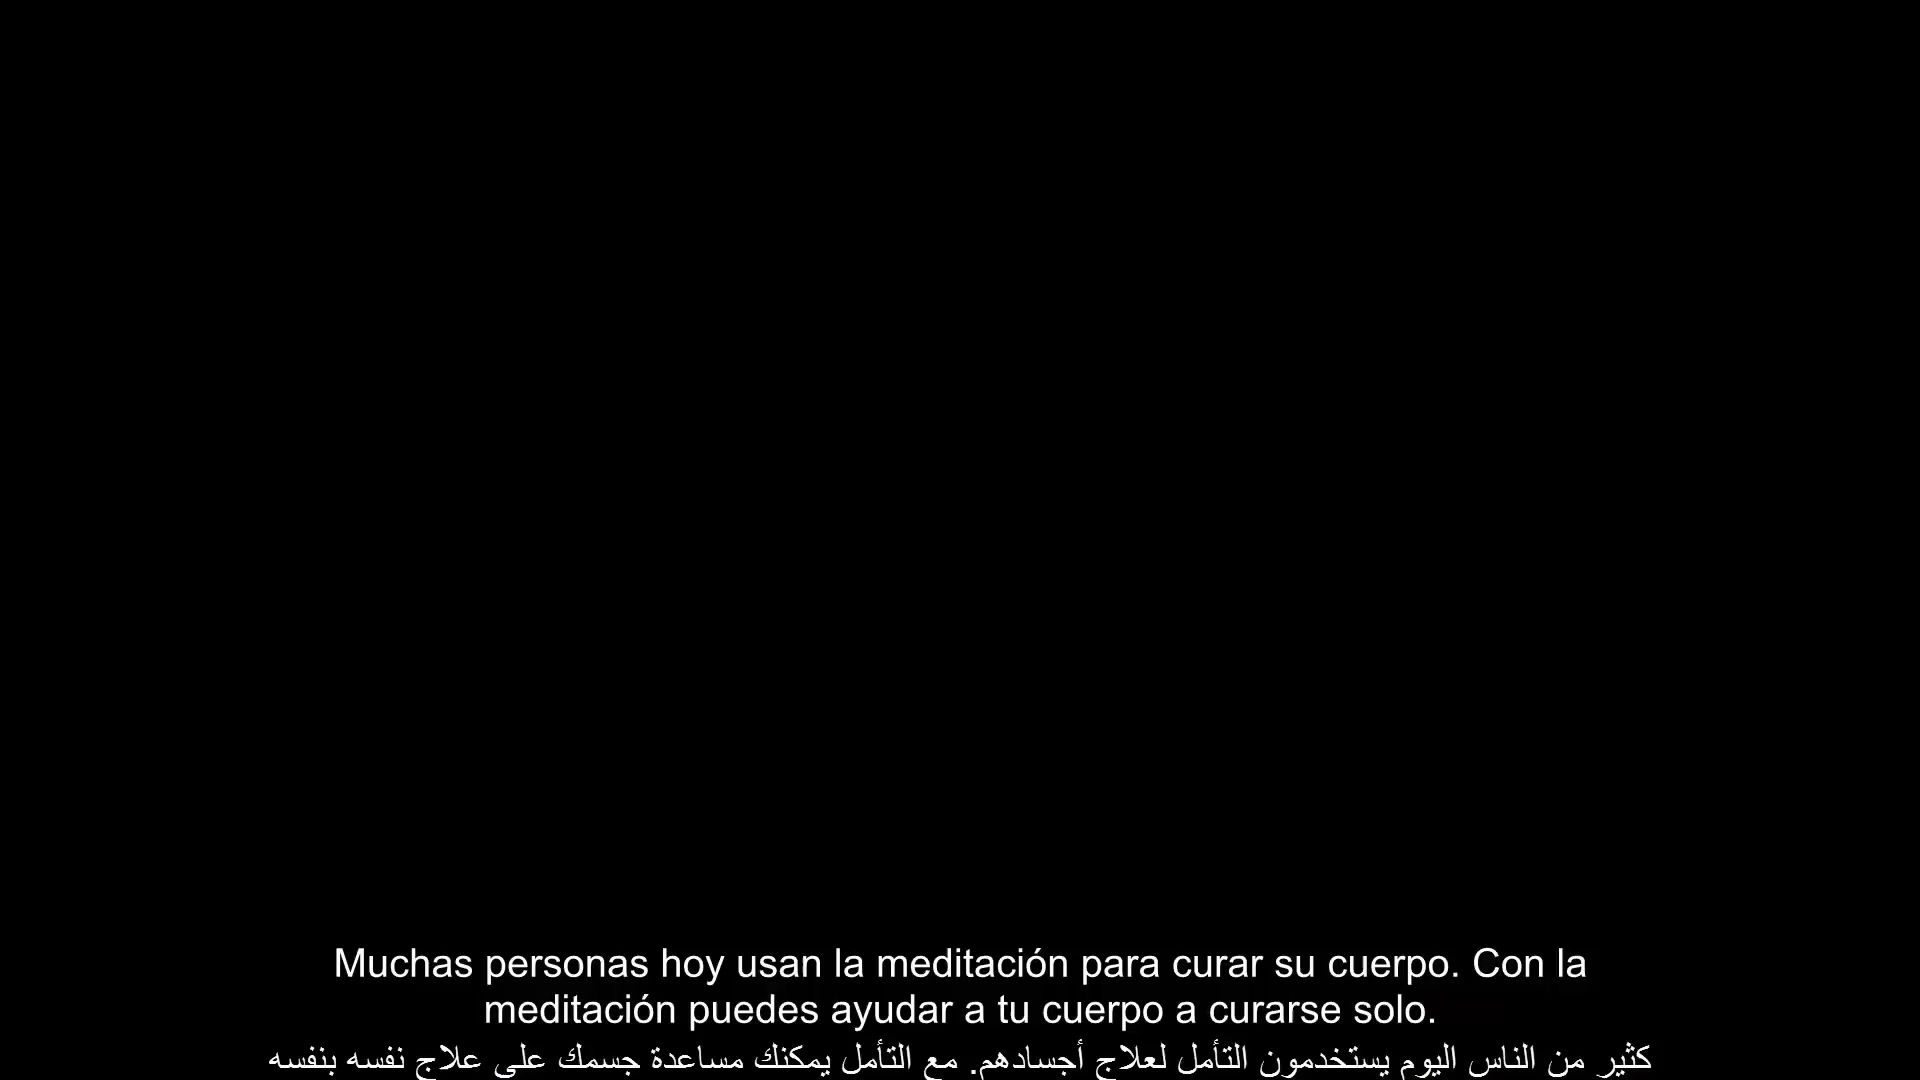 Muchas personas hoy usan la meditación para curar su cuerpo. Con la
meditación puedes ayudar a tu cuerpo a curarse solo.
كثير من الناس اليوم يستخدمون التأمل لعلاج أجسادهم. مع التأمل يمكنك مساعدة جسمك على علاج نفسه بنفسه